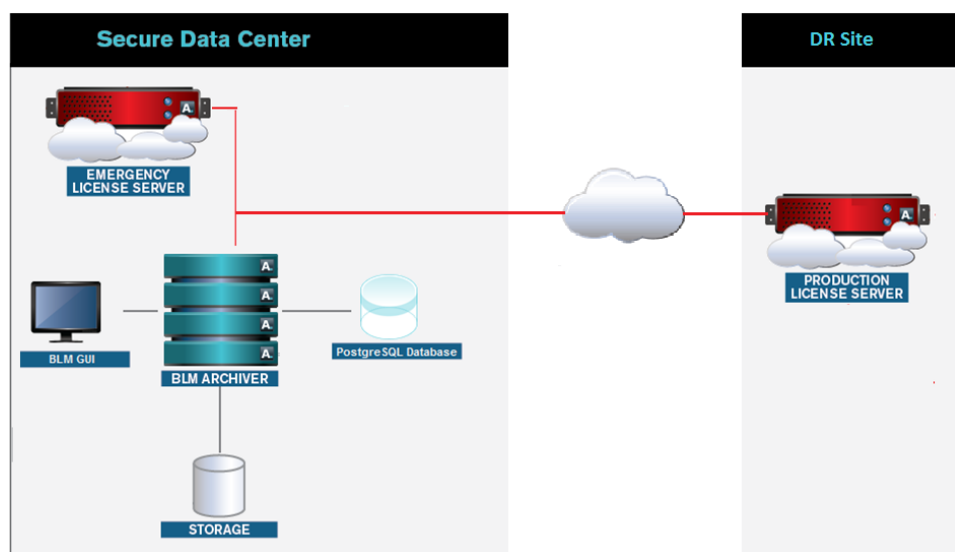 Secure Data Center
DR Site
A
EMERGENCY
LICENSE SERVER
A
PRODUCTION
LICENSE SERVER
A
A
A
A
BLM GUI
PostgreSQL Database
BLM ARCHIVER
STORAGE